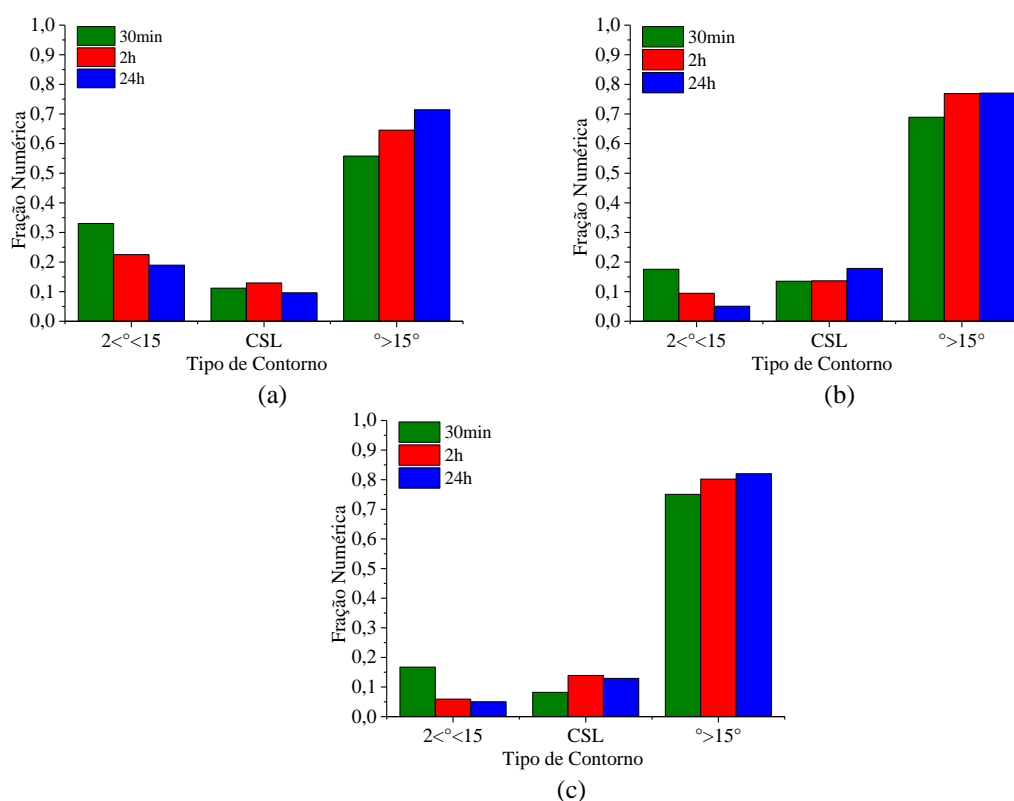 1,0
0,9
0,8
0,7
0,6
0,5
0,4
0,3
0,2
0,1
0,0
Fração Numérica
30min
2h
24h
2<°<15
CSL
°>15°
Tipo de Contorno
(a)
1,0
0,9
0,8
0,7
0,6
0,5
0,4
0,3
0,2
0,1
0,0
Fração Numérica
30min
2h
24h
2<°<15
CSL
°>15°
Tipo de Contorno
(b)
1,0
0,9
0,8
0,7
0,6
0,5
0,4
0,3
0,2
0,1
0,0
Fração Numérica
30min
2h
24h
2<°<15
CSL
°>15°
Tipo de Contorno
(c)